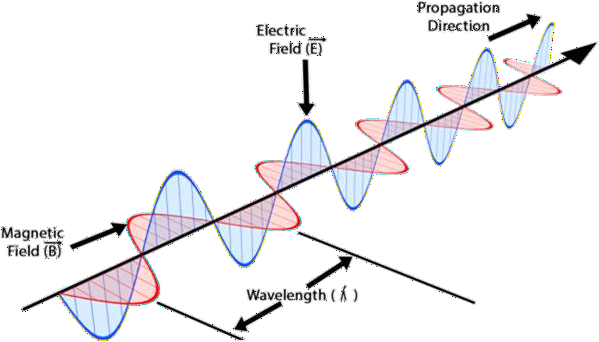 Propagation
Direction
Electric
Field (E⃗)
Magnetic
Field (B⃗)
Wavelength (λ)